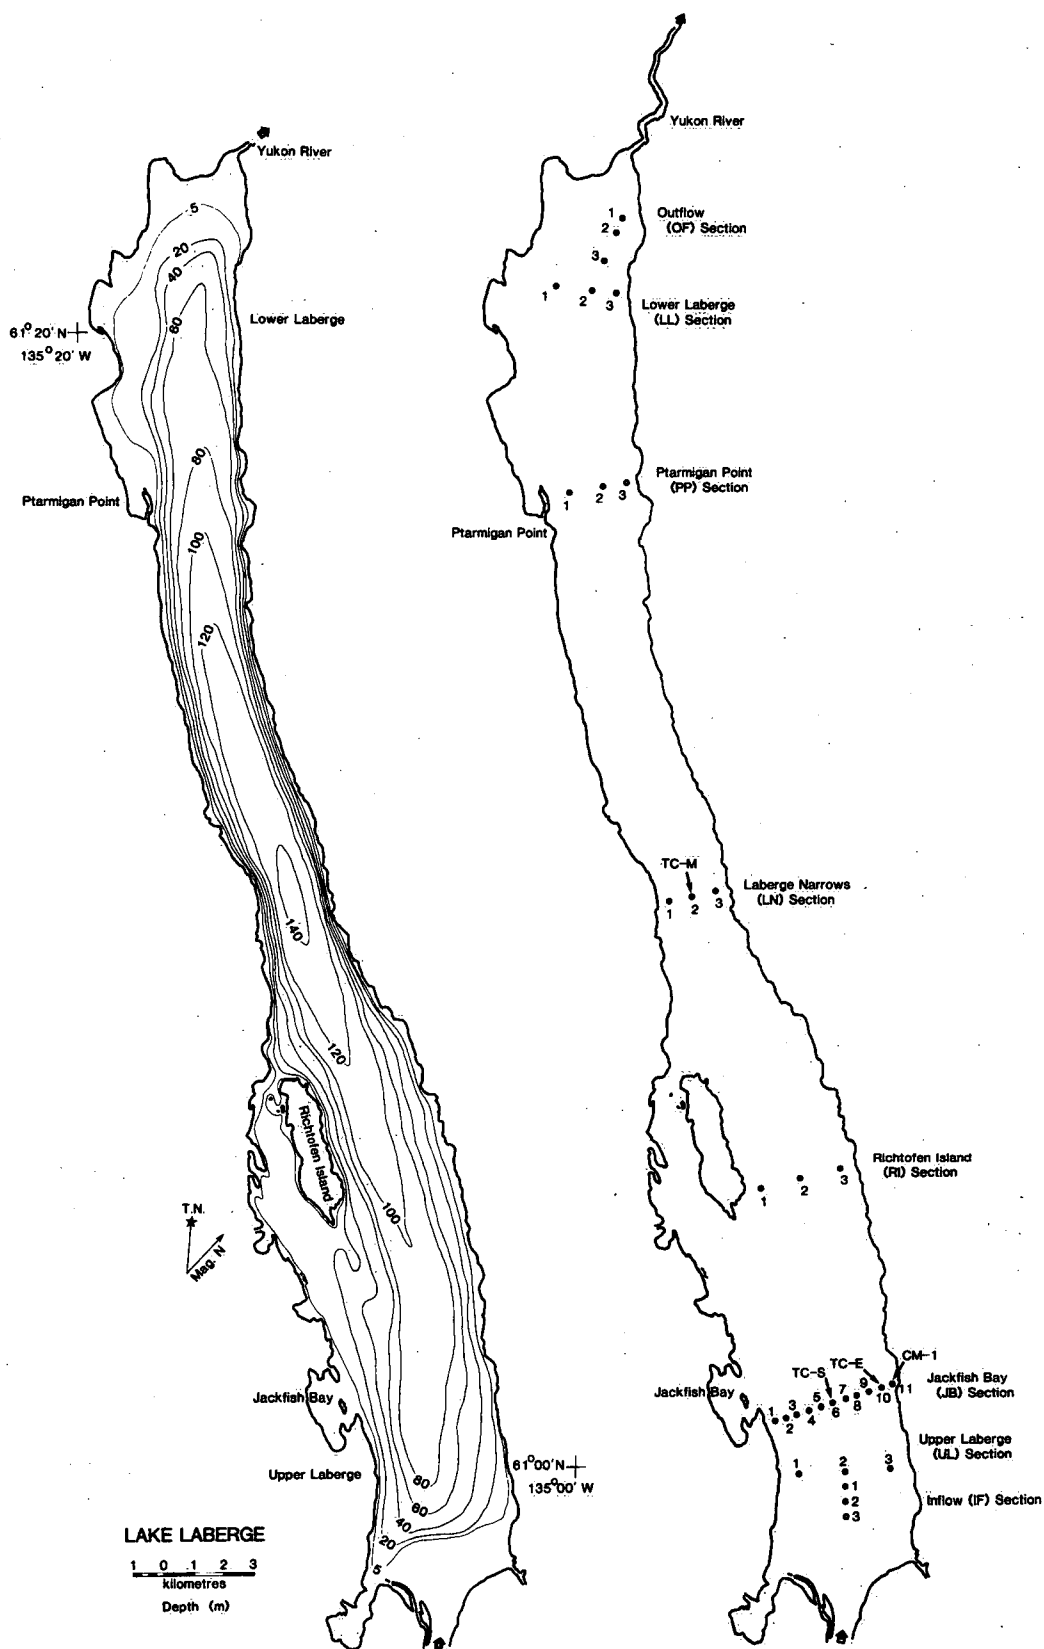 Yukon River
5
20
40
60
61° 20' N
135° 20' W
Lower Laberge
80
Ptarmigan Point
100
120
140
120
Richtofen Island
100
T.N.
Mag. N
Jackfish Bay
Upper Laberge
61°00' N
135°00' W
80
60
40
20
5
LAKE LABERGE
1 0 1 2 3
kilometres
Depth (m)
Yukon River
1
2
3
Outflow
(OF) Section
1 2 3
Lower Laberge
(LL) Section
1 2 3
Ptarmigan Point
(PP) Section
Ptarmigan Point
TC-M
1 2 3
Laberge Narrows
(LN) Section
1 2 3
Richtofen Island
(RI) Section
TC-S
TC-E
CM-1
Jackfish Bay
1 2 3 4 5 6 7 8 9 10 11
Jackfish Bay
(JB) Section
1 2 3
Upper Laberge
(UL) Section
1
2
3
Inflow (IF) Section